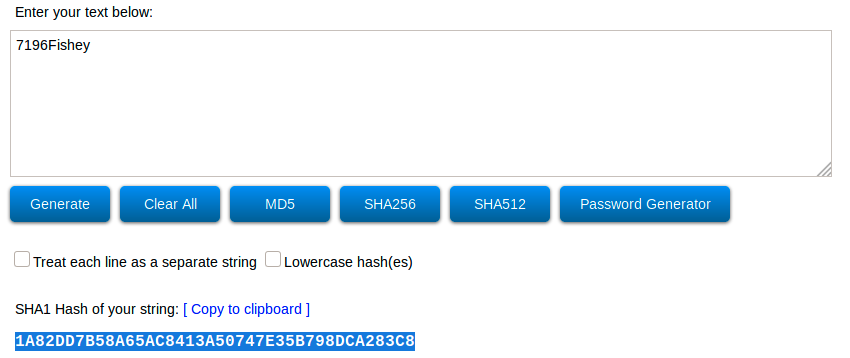 Enter your text below:
7196Fishey
Generate Clear All MD5 SHA256 SHA512 Password Generator
Treat each line as a separate string Lowercase hash(es)
SHA1 Hash of your string: [ Copy to clipboard ]
1A82DD7B58A65AC8413A50747E35B798DCA283C8